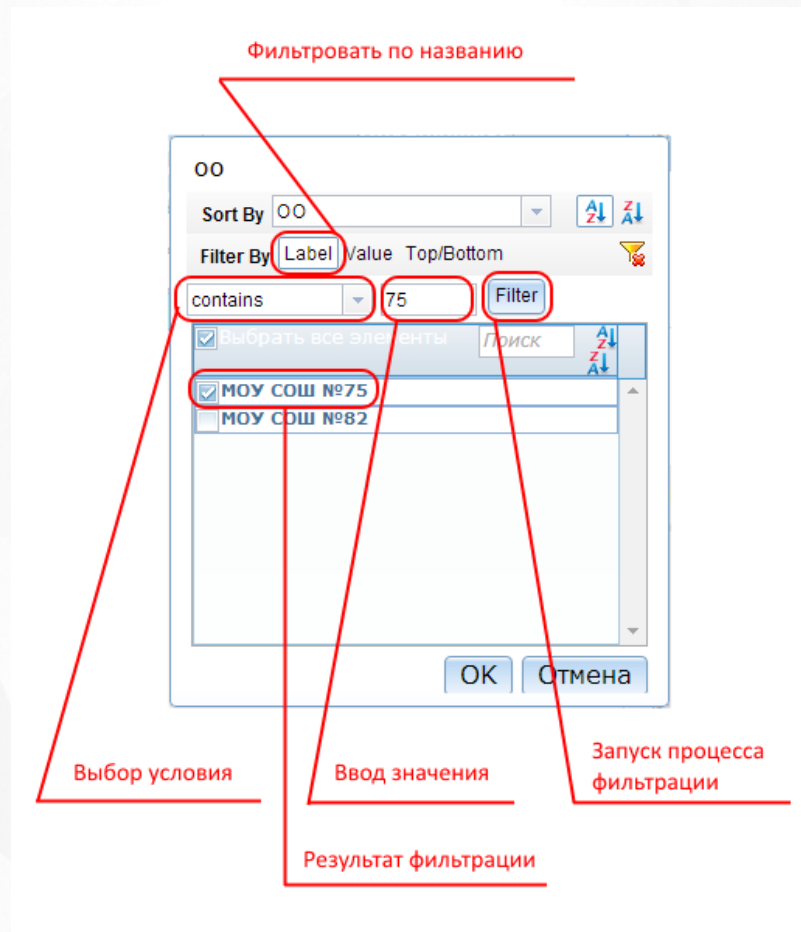 Фильтровать по названию
ОО
Sort By ОО
Filter By Label Value Top/Bottom
contains 75 Filter
Выбрать все элементы Поиск
МОУ СОШ №75
МОУ СОШ №82
OK Отмена
Выбор условия
Ввод значения
Запуск процесса
фильтрации
Результат фильтрации